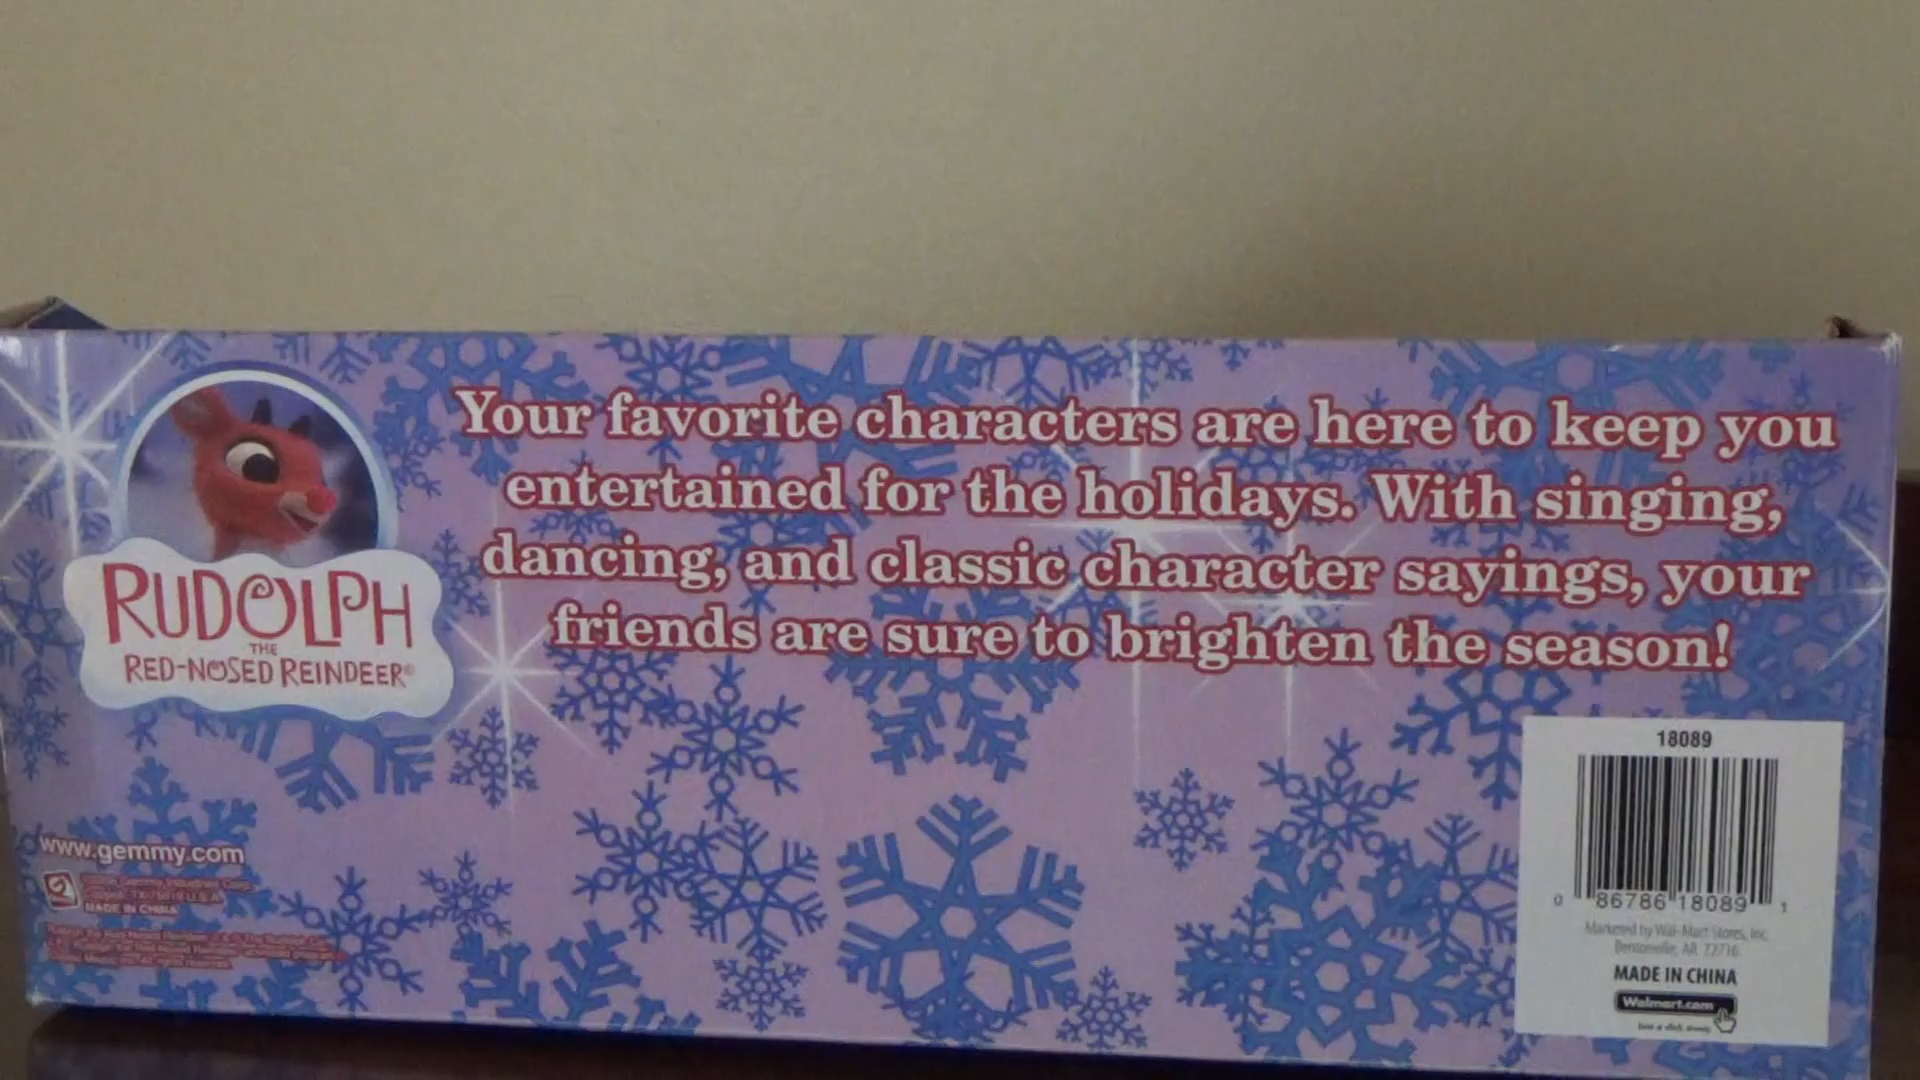 Your favorite characters are here to keep you
entertained for the holidays. With singing,
dancing, and classic character sayings, your
friends are sure to brighten the season!
RUDOLPH
THE
RED-NOSED REINDEER®
www.gemmy.com
Gemmy Industries Corp.
MADE IN CHINA
18089
0 86786 18089 1
Marketed by Wal-Mart Stores, Inc.
Bentonville, AR 72716
MADE IN CHINA
Walmart.com